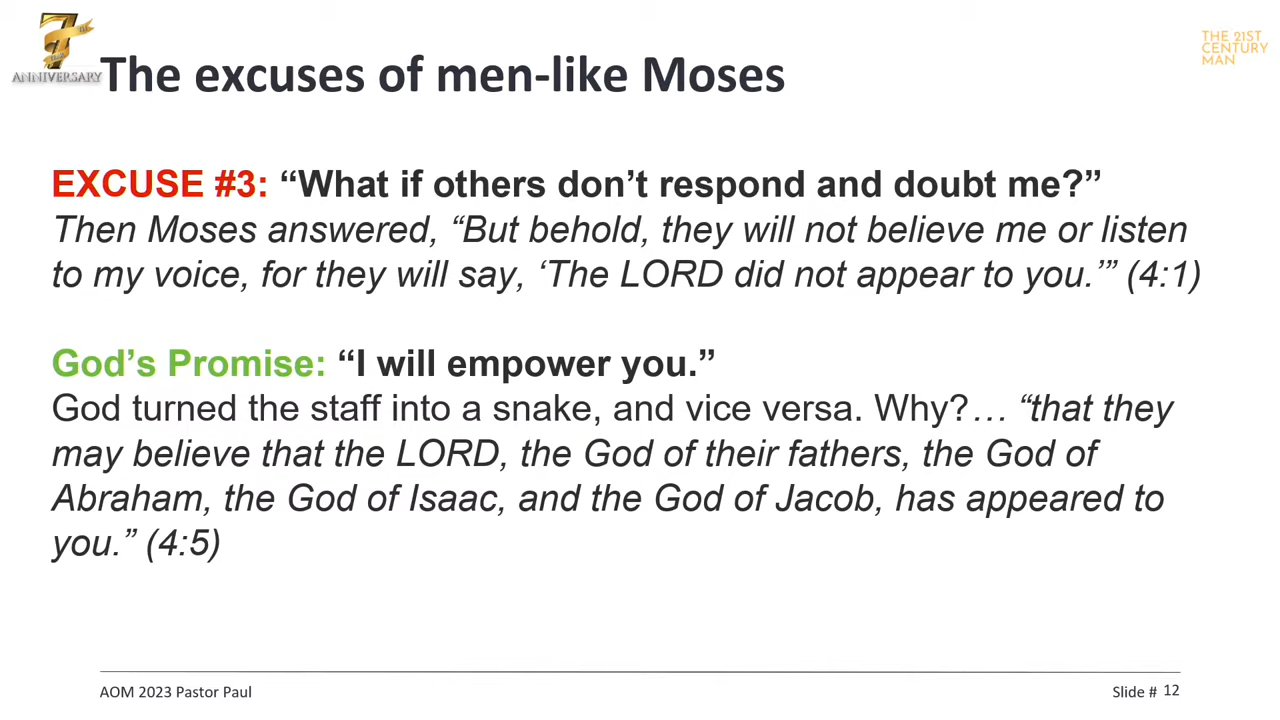 7TH
ANNIVERSARY
THE 21ST
CENTURY
MAN
The excuses of men-like Moses
EXCUSE #3: “What if others don’t respond and doubt me?”
Then Moses answered, “But behold, they will not believe me or listen
to my voice, for they will say, ‘The LORD did not appear to you.’” (4:1)
God’s Promise: “I will empower you.”
God turned the staff into a snake, and vice versa. Why?… “that they
may believe that the LORD, the God of their fathers, the God of
Abraham, the God of Isaac, and the God of Jacob, has appeared to
you.” (4:5)
AOM 2023 Pastor Paul
Slide # 12